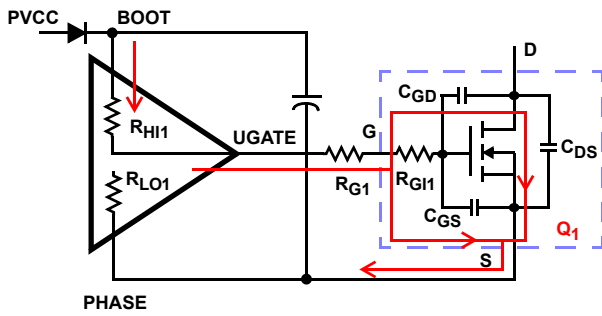 PVCC
BOOT
D
CGD
RHI1
UGATE
G
CDS
RLO1
RG1
RGI1
CGS
Q1
S
PHASE